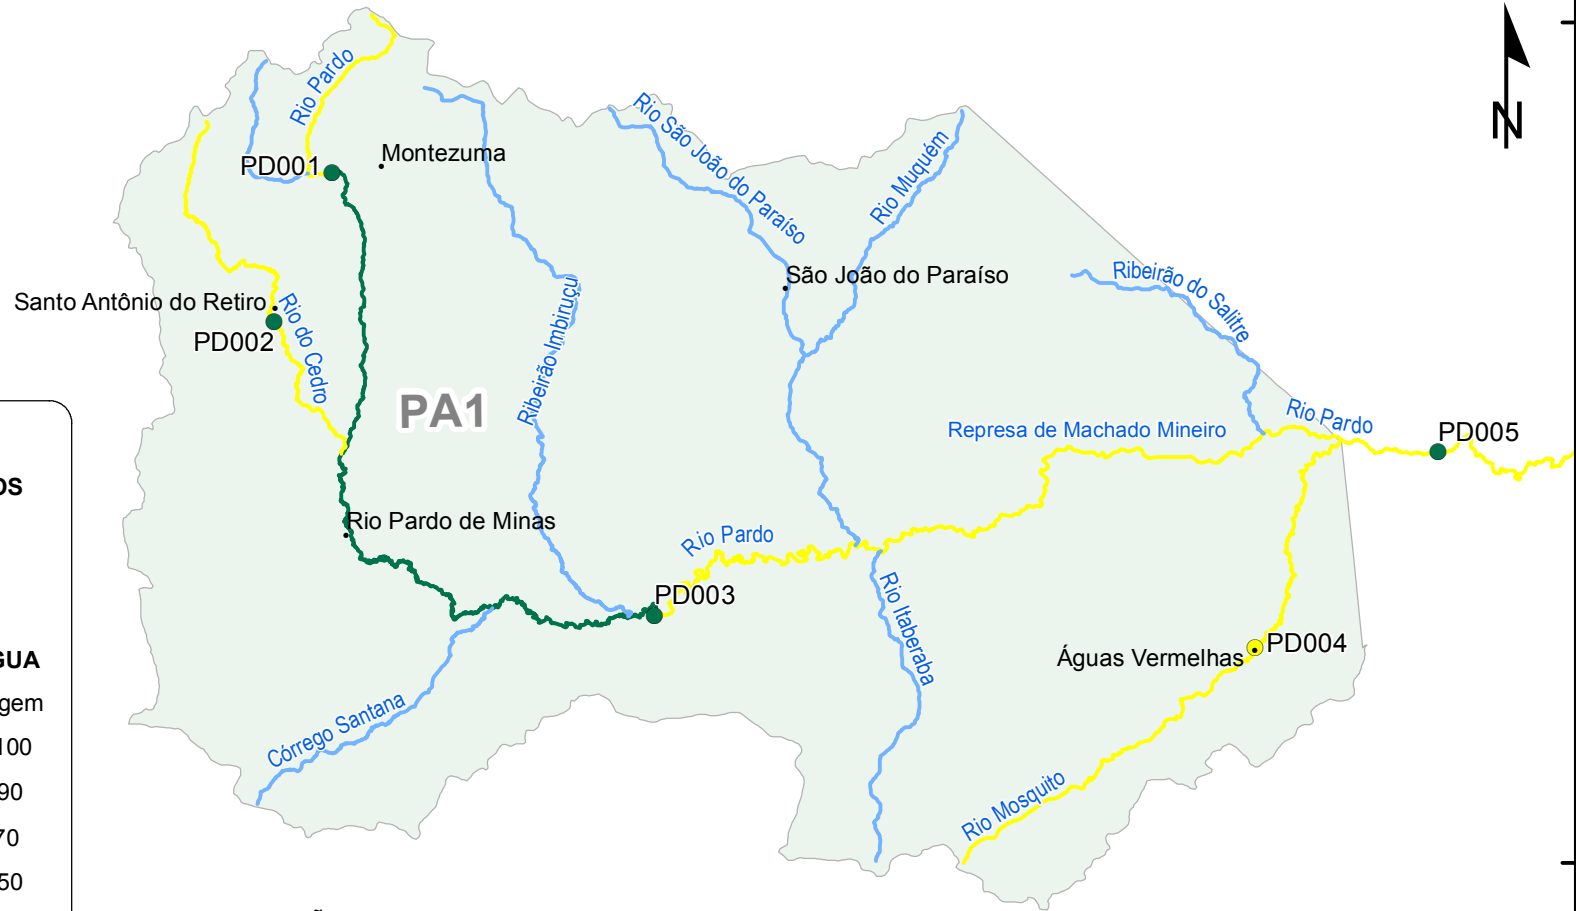 Rio Pardo
N
Rio São João do Paraíso
PD001
Montezuma
Rio Muquém
São João do Paraíso
Ribeirão do Salitre
Santo Antônio do Retiro
Rio do Cedro
PD002
Ribeirão Imbiruçu
PA1
Rio Pardo
Represa de Machado Mineiro
PD005
OS
Rio Pardo de Minas
Rio Pardo
PD003
Rio Itaberaba
GUA
Águas Vermelhas
PD004
gem
Córrego Santana
100
90
Rio Mosquito
70
50